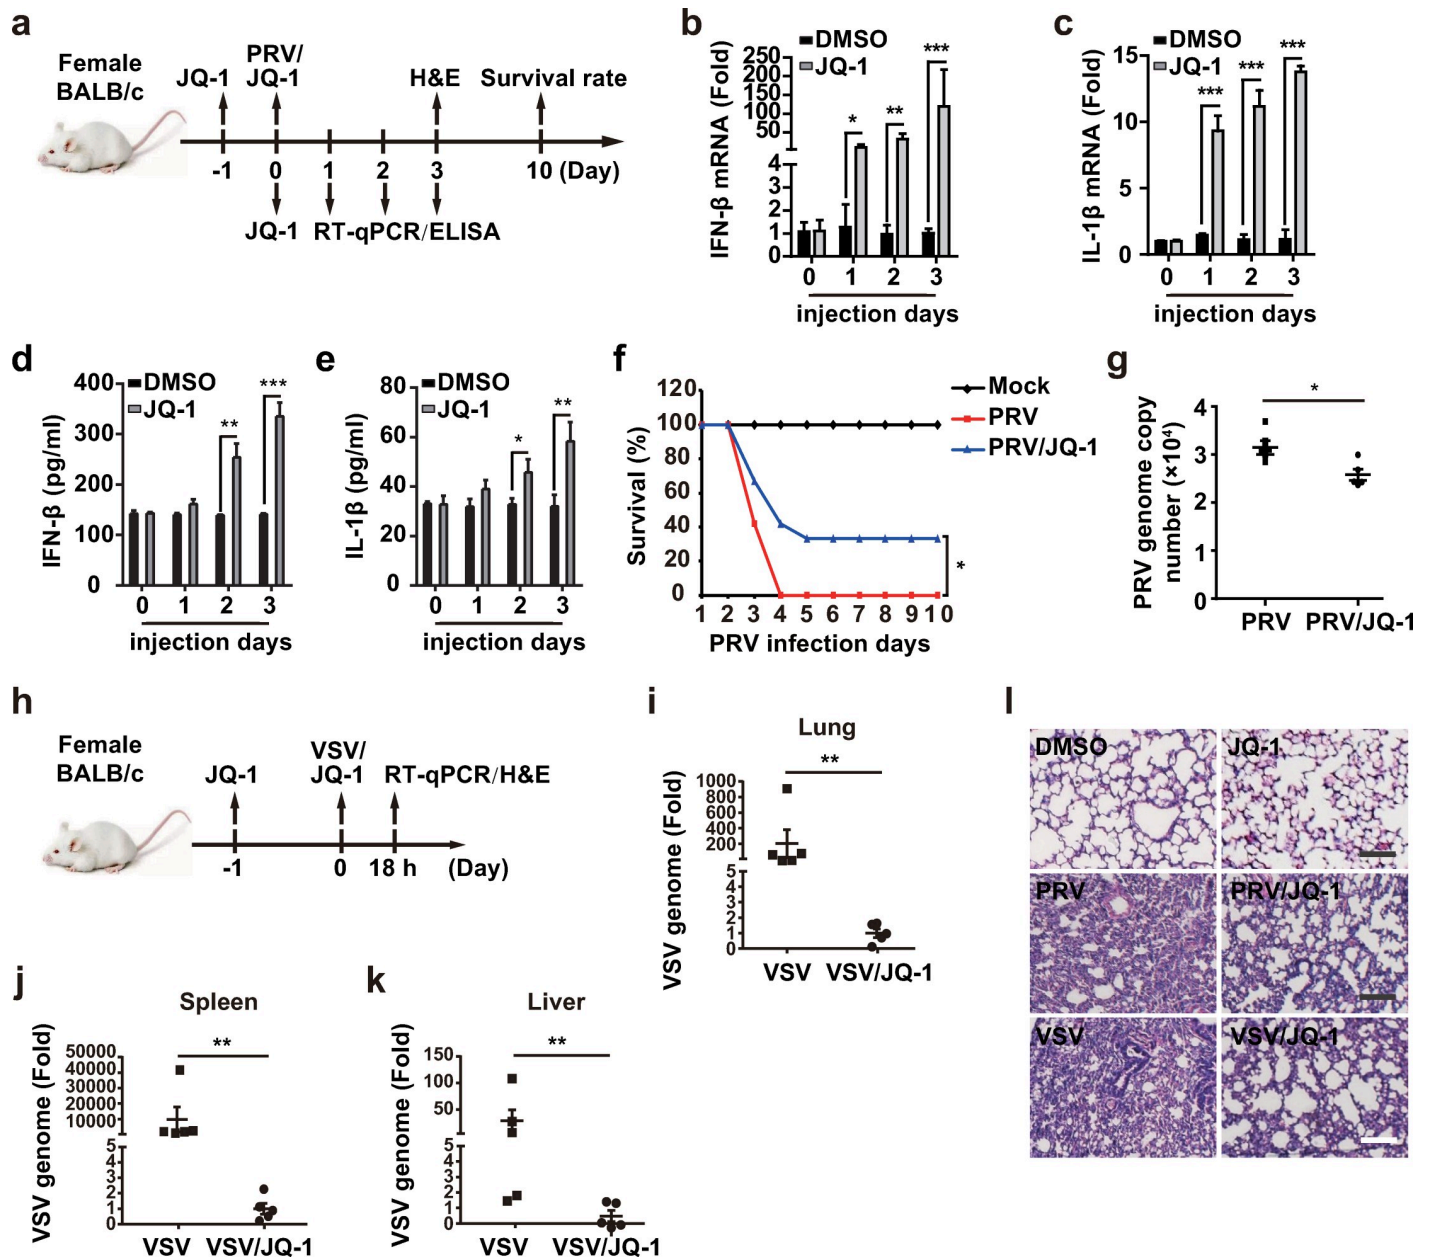 a
Female
BALB/c
JQ-1
PRV/
JQ-1
H&E
Survival rate
-1
0
1
2
3
10 (Day)
JQ-1
RT-qPCR/ELISA
b
DMSO
JQ-1
IFN-β mRNA (Fold)
250
200
150
100
50
4
3
2
1
0
*
**
***
0 1 2 3
injection days
c
DMSO
JQ-1
IL-1β mRNA (Fold)
15
10
5
0
***
***
***
0 1 2 3
injection days
d
DMSO
JQ-1
IFN-β (pg/ml)
400
300
200
100
0
**
***
0 1 2 3
injection days
e
DMSO
JQ-1
IL-1β (pg/ml)
80
60
40
20
0
*
**
0 1 2 3
injection days
f
Survival (%)
120
100
80
60
40
20
0
1 2 3 4 5 6 7 8 9 10
PRV infection days
Mock
PRV
PRV/JQ-1
*
g
PRV genome copy
number (×10⁴)
4
3
2
1
0
*
PRV PRV/JQ-1
h
Female
BALB/c
JQ-1
VSV/
JQ-1
RT-qPCR/H&E
-1
0
18 h
(Day)
i
Lung
VSV genome (Fold)
1000
800
600
400
200
5
4
3
2
1
0
**
VSV VSV/JQ-1
j
Spleen
VSV genome (Fold)
50000
40000
30000
20000
10000
5
4
3
2
1
0
**
VSV VSV/JQ-1
k
Liver
VSV genome (Fold)
150
100
50
5
4
3
2
1
0
**
VSV VSV/JQ-1
l
DMSO
JQ-1
PRV
PRV/JQ-1
VSV
VSV/JQ-1